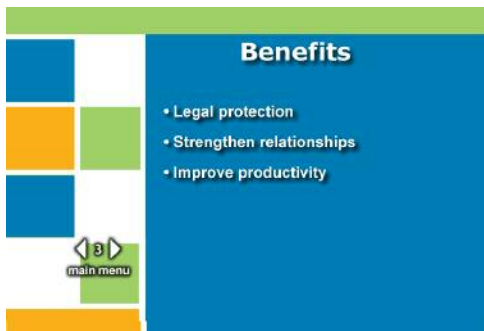 Benefits
• Legal protection
• Strengthen relationships
• Improve productivity
3
main menu